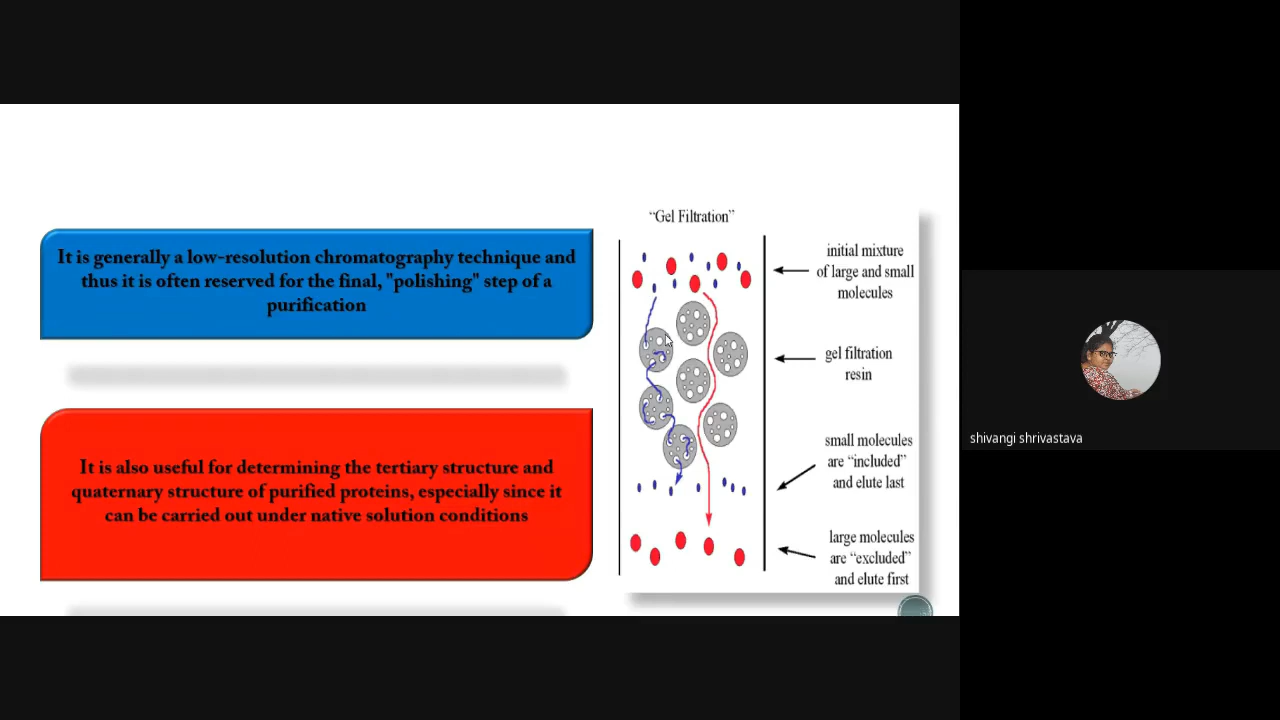 It is generally a low-resolution chromatography technique and
thus it is often reserved for the final, "polishing" step of a
purification
It is also useful for determining the tertiary structure and
quaternary structure of purified proteins, especially since it
can be carried out under native solution conditions
“Gel Filtration”
initial mixture
of large and small
molecules
gel filtration
resin
small molecules
are “included”
and elute last
large molecules
are “excluded”
and elute first
shivangi shrivastava